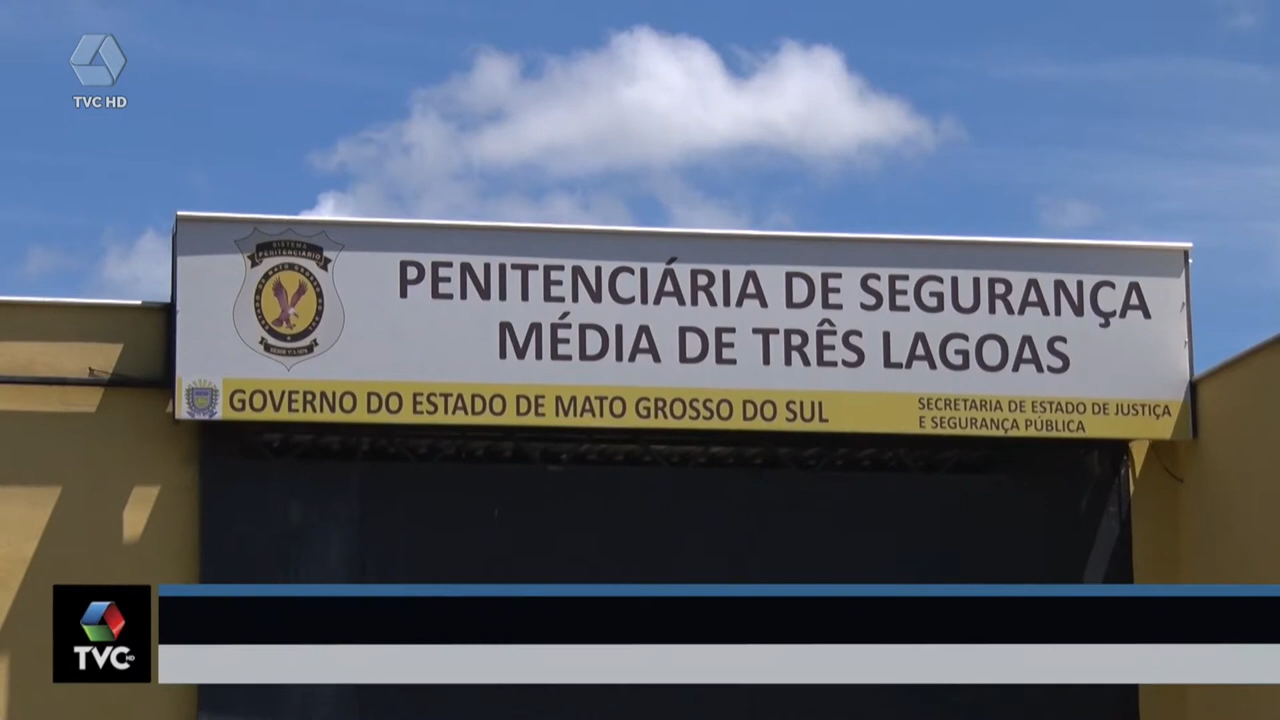 TVC HD
SISTEMA
PENITENCIÁRIO
PENITENCIÁRIA DE SEGURANÇA
MÉDIA DE TRÊS LAGOAS
GOVERNO DO ESTADO DE MATO GROSSO DO SUL
SECRETARIA DE ESTADO DE JUSTIÇA
E SEGURANÇA PÚBLICA
TVC HD